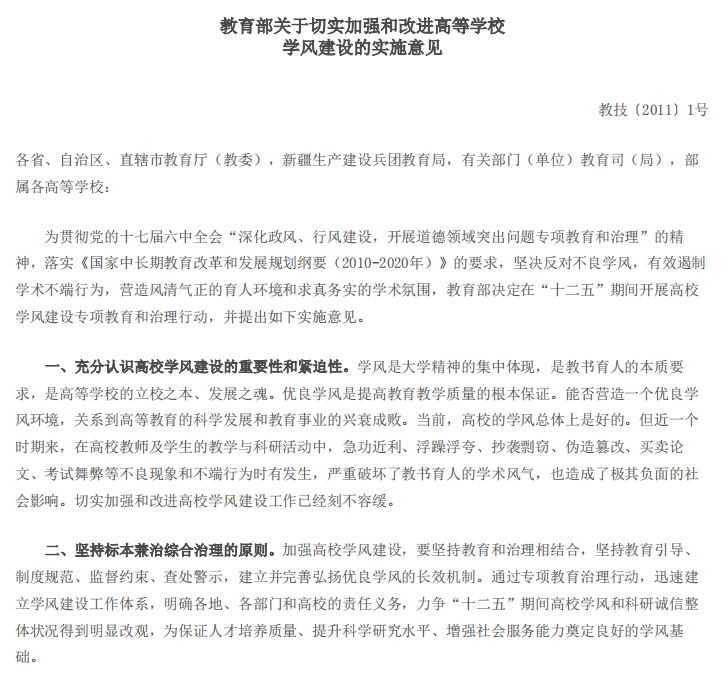 教育部关于切实加强和改进高等学校
学风建设的实施意见
教技〔2011〕1号
各省、自治区、直辖市教育厅（教委），新疆生产建设兵团教育局，有关部门（单位）教育司（局），部
属各高等学校：
为贯彻党的十七届六中全会“深化政风、行风建设，开展道德领域突出问题专项教育和治理”的精
神，落实《国家中长期教育改革和发展规划纲要（2010-2020年）》的要求，坚决反对不良学风，有效遏制
学术不端行为，营造风清气正的育人环境和求真务实的学术氛围，教育部决定在“十二五”期间开展高校
学风建设专项教育和治理行动，并提出如下实施意见。
一、充分认识高校学风建设的重要性和紧迫性。学风是大学精神的集中体现，是教书育人的本质要
求，是高等学校的立校之本、发展之魂。优良学风是提高教育教学质量的根本保证。能否营造一个优良学
风环境，关系到高等教育的科学发展和教育事业的兴衰成败。当前，高校的学风总体上是好的。但近一个
时期来，在高校教师及学生的教学与科研活动中，急功近利、浮躁浮夸、抄袭剽窃、伪造篡改、买卖论
文、考试舞弊等不良现象和不端行为时有发生，严重破坏了教书育人的学术风气，也造成了极其负面的社
会影响。切实加强和改进高校学风建设工作已经刻不容缓。
二、坚持标本兼治综合治理的原则。加强高校学风建设，要坚持教育和治理相结合，坚持教育引导、
制度规范、监督约束、查处警示，建立并完善弘扬优良学风的长效机制。通过专项教育治理行动，迅速建
立学风建设工作体系，明确各地、各部门和高校的责任义务，力争“十二五”期间高校学风和科研诚信整
体状况得到明显改观，为保证人才培养质量、提升科学研究水平、增强社会服务能力奠定良好的学风基
础。